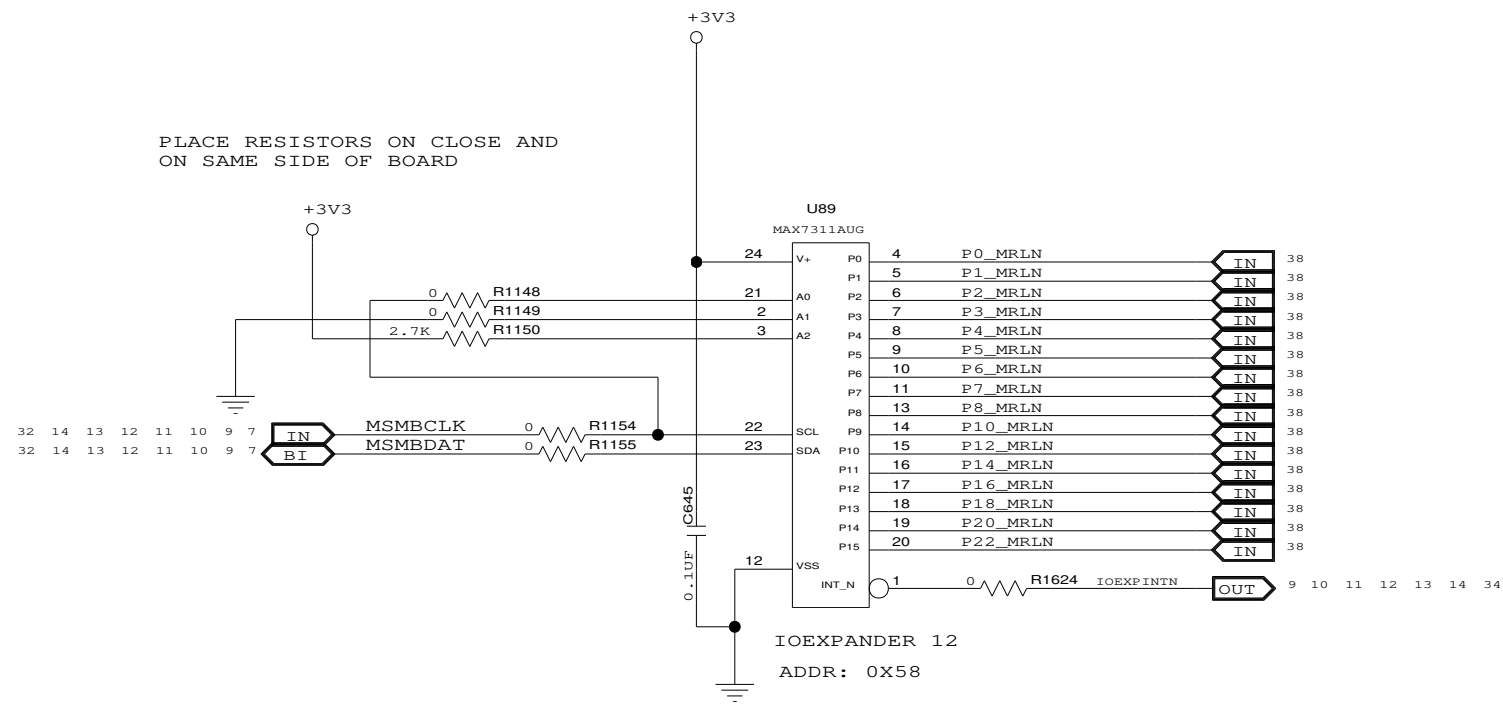 +3V3
PLACE RESISTORS ON CLOSE AND
ON SAME SIDE OF BOARD
+3V3
U89
MAX7311AUG
24 V+ P0 4 P0_MRLN IN 38
P1 5 P1_MRLN IN 38
0 R1148 21 A0 P2 6 P2_MRLN IN 38
0 R1149 2 A1 P3 7 P3_MRLN IN 38
2.7K R1150 3 A2 P4 8 P4_MRLN IN 38
P5 9 P5_MRLN IN 38
P6 10 P6_MRLN IN 38
P7 11 P7_MRLN IN 38
P8 13 P8_MRLN IN 38
32 14 13 12 11 10 9 7 IN MSMBCLK 0 R1154 22 SCL P9 14 P10_MRLN IN 38
32 14 13 12 11 10 9 7 BI MSMBDAT 0 R1155 23 SDA P10 15 P12_MRLN IN 38
P11 16 P14_MRLN IN 38
P12 17 P16_MRLN IN 38
P13 18 P18_MRLN IN 38
P14 19 P20_MRLN IN 38
P15 20 P22_MRLN IN 38
C645
0.1UF
12 VSS
INT_N 1 0 R1624 IOEXPINTN OUT 9 10 11 12 13 14 34
IOEXPANDER 12
ADDR: 0X58